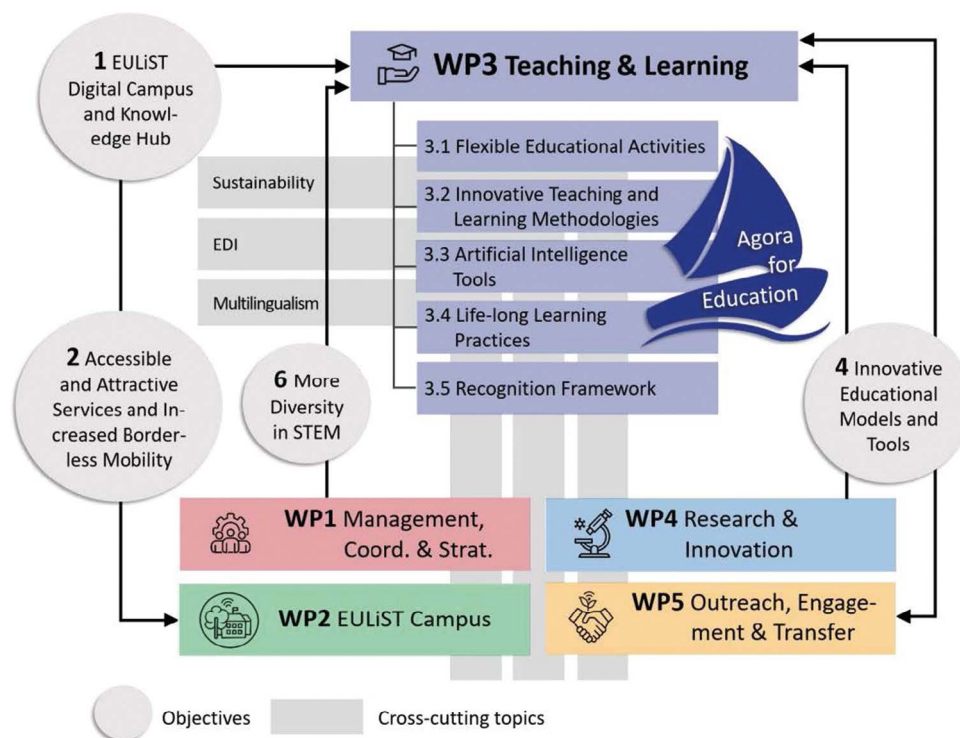 1 EULiST
Digital Campus
and Knowl-
edge Hub
WP3 Teaching & Learning
3.1 Flexible Educational Activities
Sustainability
3.2 Innovative Teaching and
Learning Methodologies
EDI
3.3 Artificial Intelligence
Tools
Multilingualism
3.4 Life-long Learning
Practices
3.5 Recognition Framework
Agora
for
Education
2 Accessible
and Attractive
Services and In-
creased Border-
less Mobility
6 More
Diversity
in STEM
4 Innovative
Educational
Models and
Tools
WP1 Management,
Coord. & Strat.
WP4 Research &
Innovation
WP2 EULiST Campus
WP5 Outreach, Engage-
ment & Transfer
Objectives
Cross-cutting topics